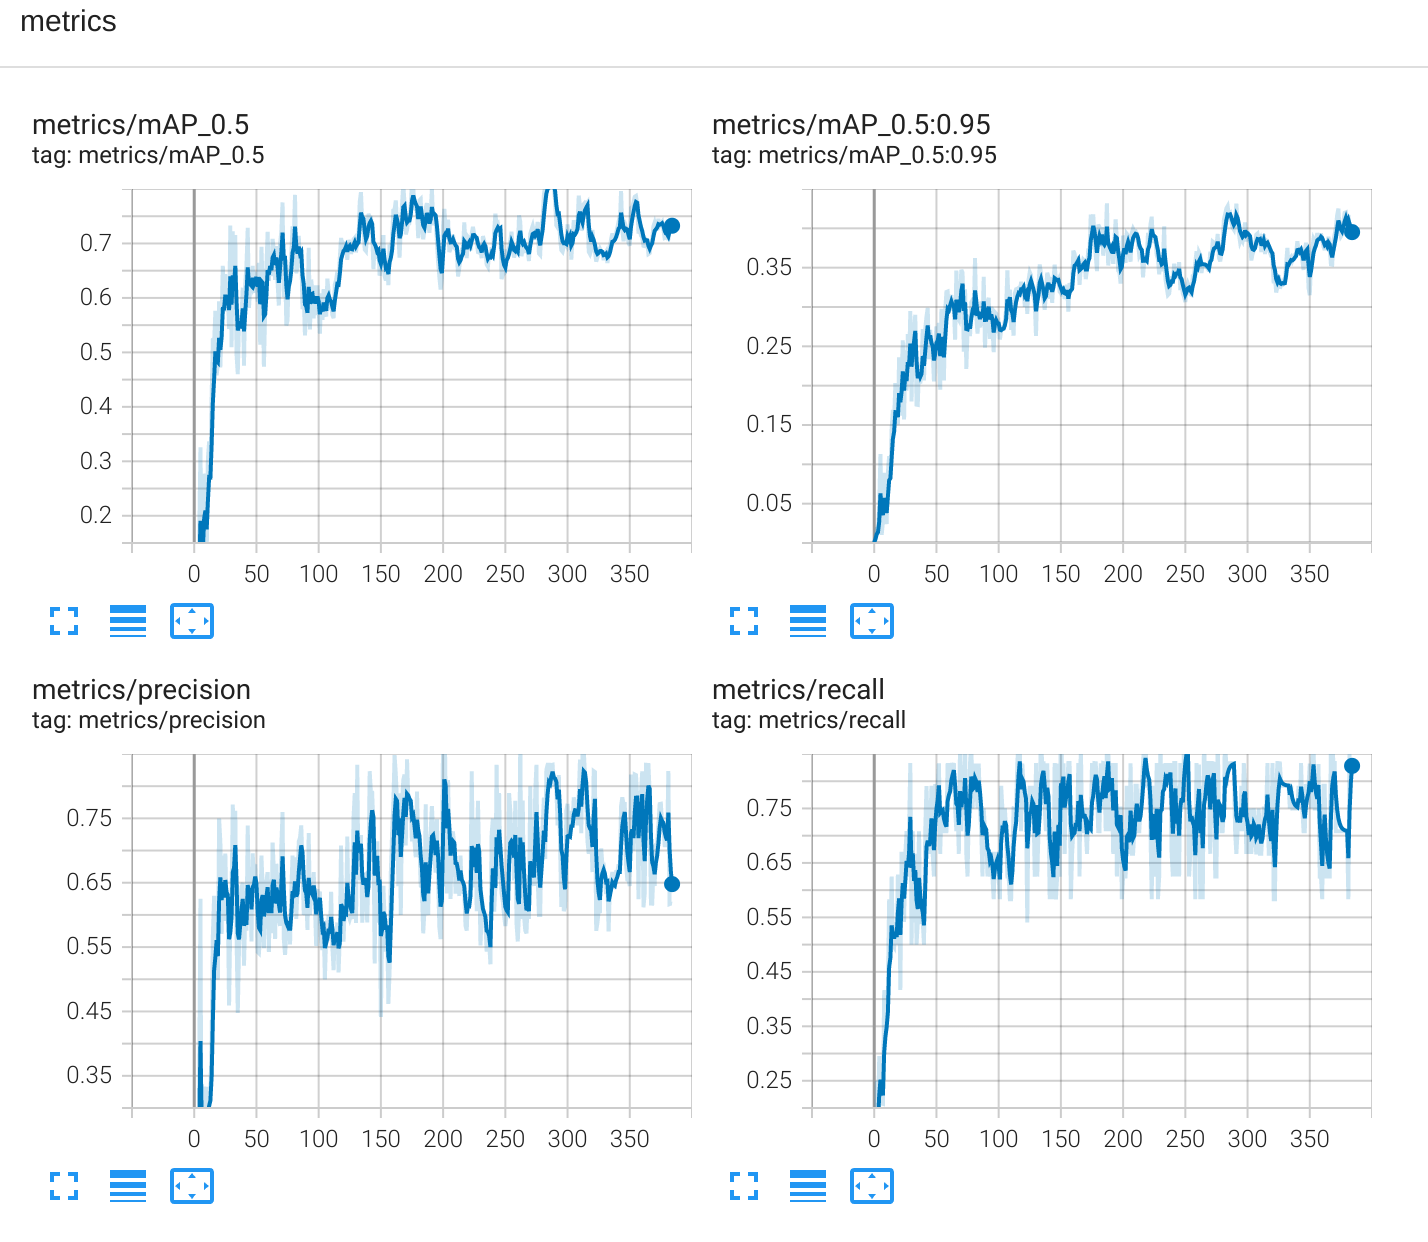 metrics
metrics/mAP_0.5
tag: metrics/mAP_0.5
0.7
0.6
0.5
0.4
0.3
0.2
0 50 100 150 200 250 300 350
metrics/mAP_0.5:0.95
tag: metrics/mAP_0.5:0.95
0.35
0.25
0.15
0.05
0 50 100 150 200 250 300 350
metrics/precision
tag: metrics/precision
0.75
0.65
0.55
0.45
0.35
0 50 100 150 200 250 300 350
metrics/recall
tag: metrics/recall
0.75
0.65
0.55
0.45
0.35
0.25
0 50 100 150 200 250 300 350